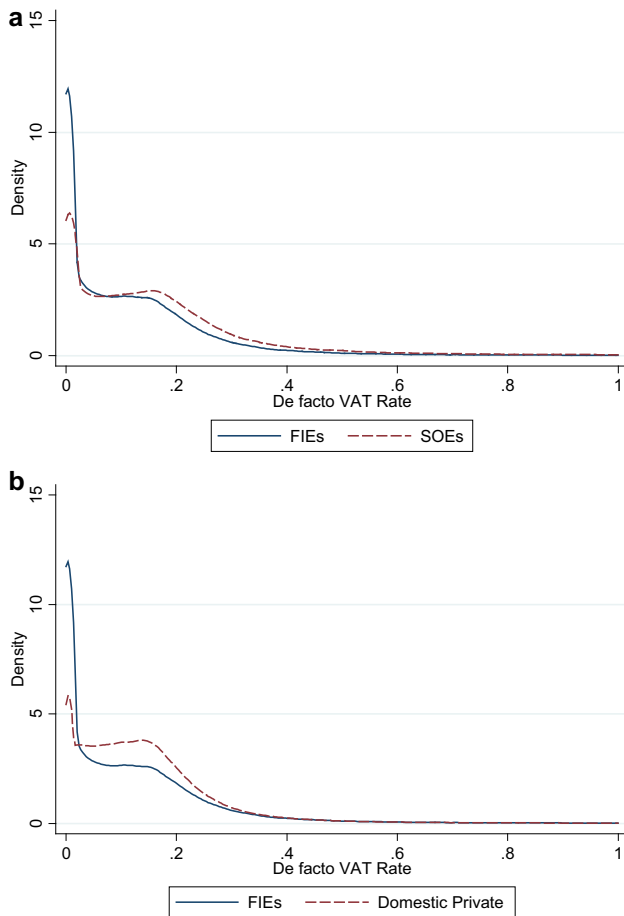 a
15
10
5
0
Density
0 .2 .4 .6 .8 1
De facto VAT Rate
FIEs SOEs
b
15
10
5
0
Density
0 .2 .4 .6 .8 1
De facto VAT Rate
FIEs Domestic Private